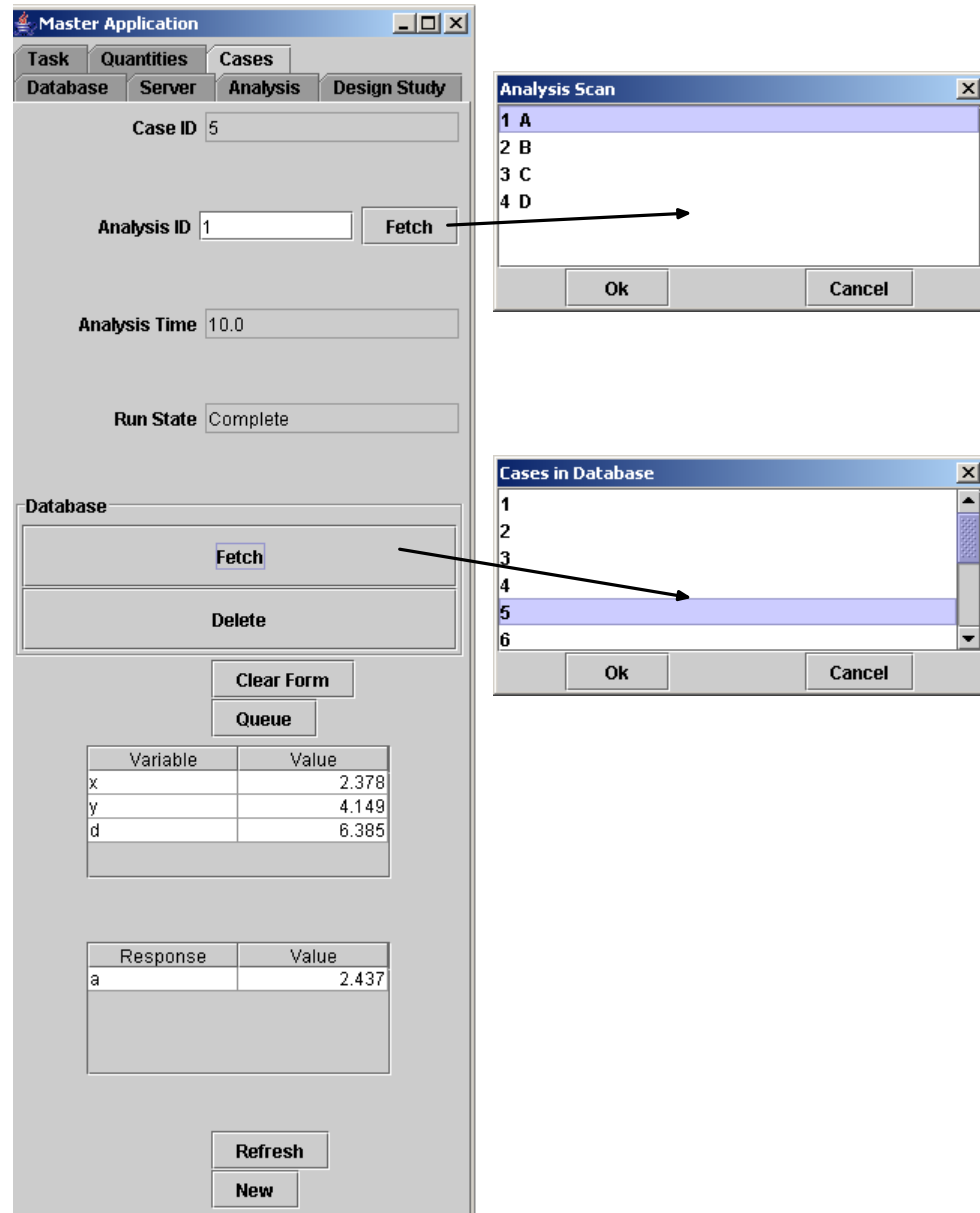 Master Application
Task Quantities Cases
Database Server Analysis Design Study
Case ID 5
Analysis ID 1 Fetch
Analysis Time 10.0
Run State Complete
Database
Fetch
Delete
Clear Form
Queue
Variable Value
x 2.378
y 4.149
d 6.385
Response Value
a 2.437
Refresh
New
Analysis Scan
1 A
2 B
3 C
4 D
Ok Cancel
Cases in Database
1
2
3
4
5
6
Ok Cancel